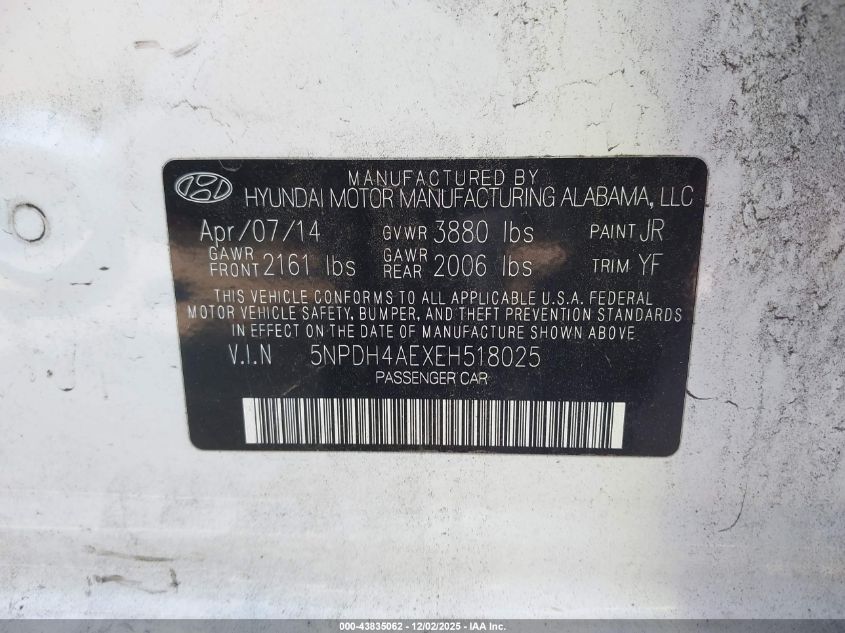 MANUFACTURED BY
HYUNDAI MOTOR MANUFACTURING ALABAMA, LLC
Apr/07/14 GVWR 3880 lbs PAINT JR
GAWR FRONT 2161 lbs GAWR REAR 2006 lbs TRIM YF
THIS VEHICLE CONFORMS TO ALL APPLICABLE U.S.A. FEDERAL
MOTOR VEHICLE SAFETY, BUMPER, AND THEFT PREVENTION STANDARDS
IN EFFECT ON THE DATE OF MANUFACTURE SHOWN ABOVE.
V.I.N 5NPDH4AEXEH518025
PASSENGER CAR
000-43835062 - 12/02/2025 - IAA Inc.